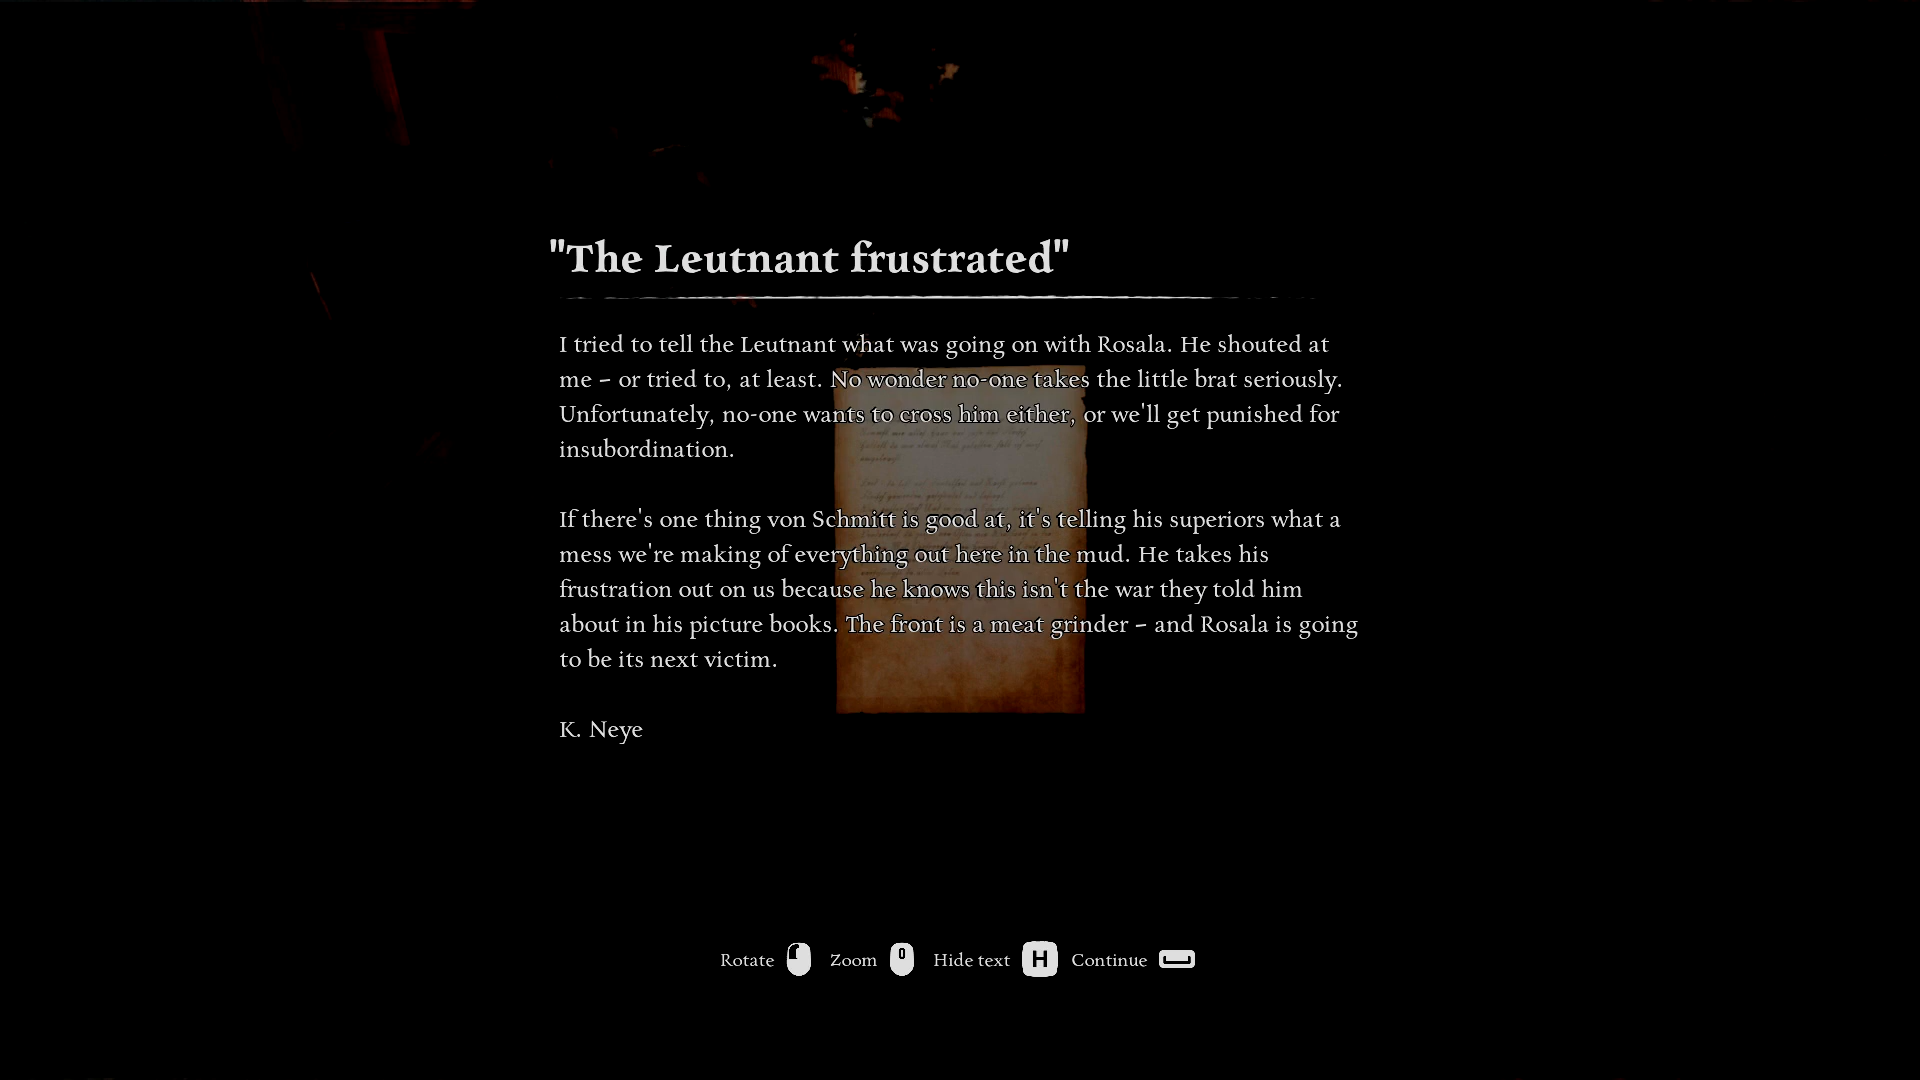 "The Leutnant frustrated"
I tried to tell the Leutnant what was going on with Rosala. He shouted at
me – or tried to, at least. No wonder no-one takes the little brat seriously.
Unfortunately, no-one wants to cross him either, or we'll get punished for
insubordination.
If there's one thing von Schmitt is good at, it's telling his superiors what a
mess we're making of everything out here in the mud. He takes his
frustration out on us because he knows this isn't the war they told him
about in his picture books. The front is a meat grinder – and Rosala is going
to be its next victim.
K. Neye
Rotate Zoom Hide text H Continue